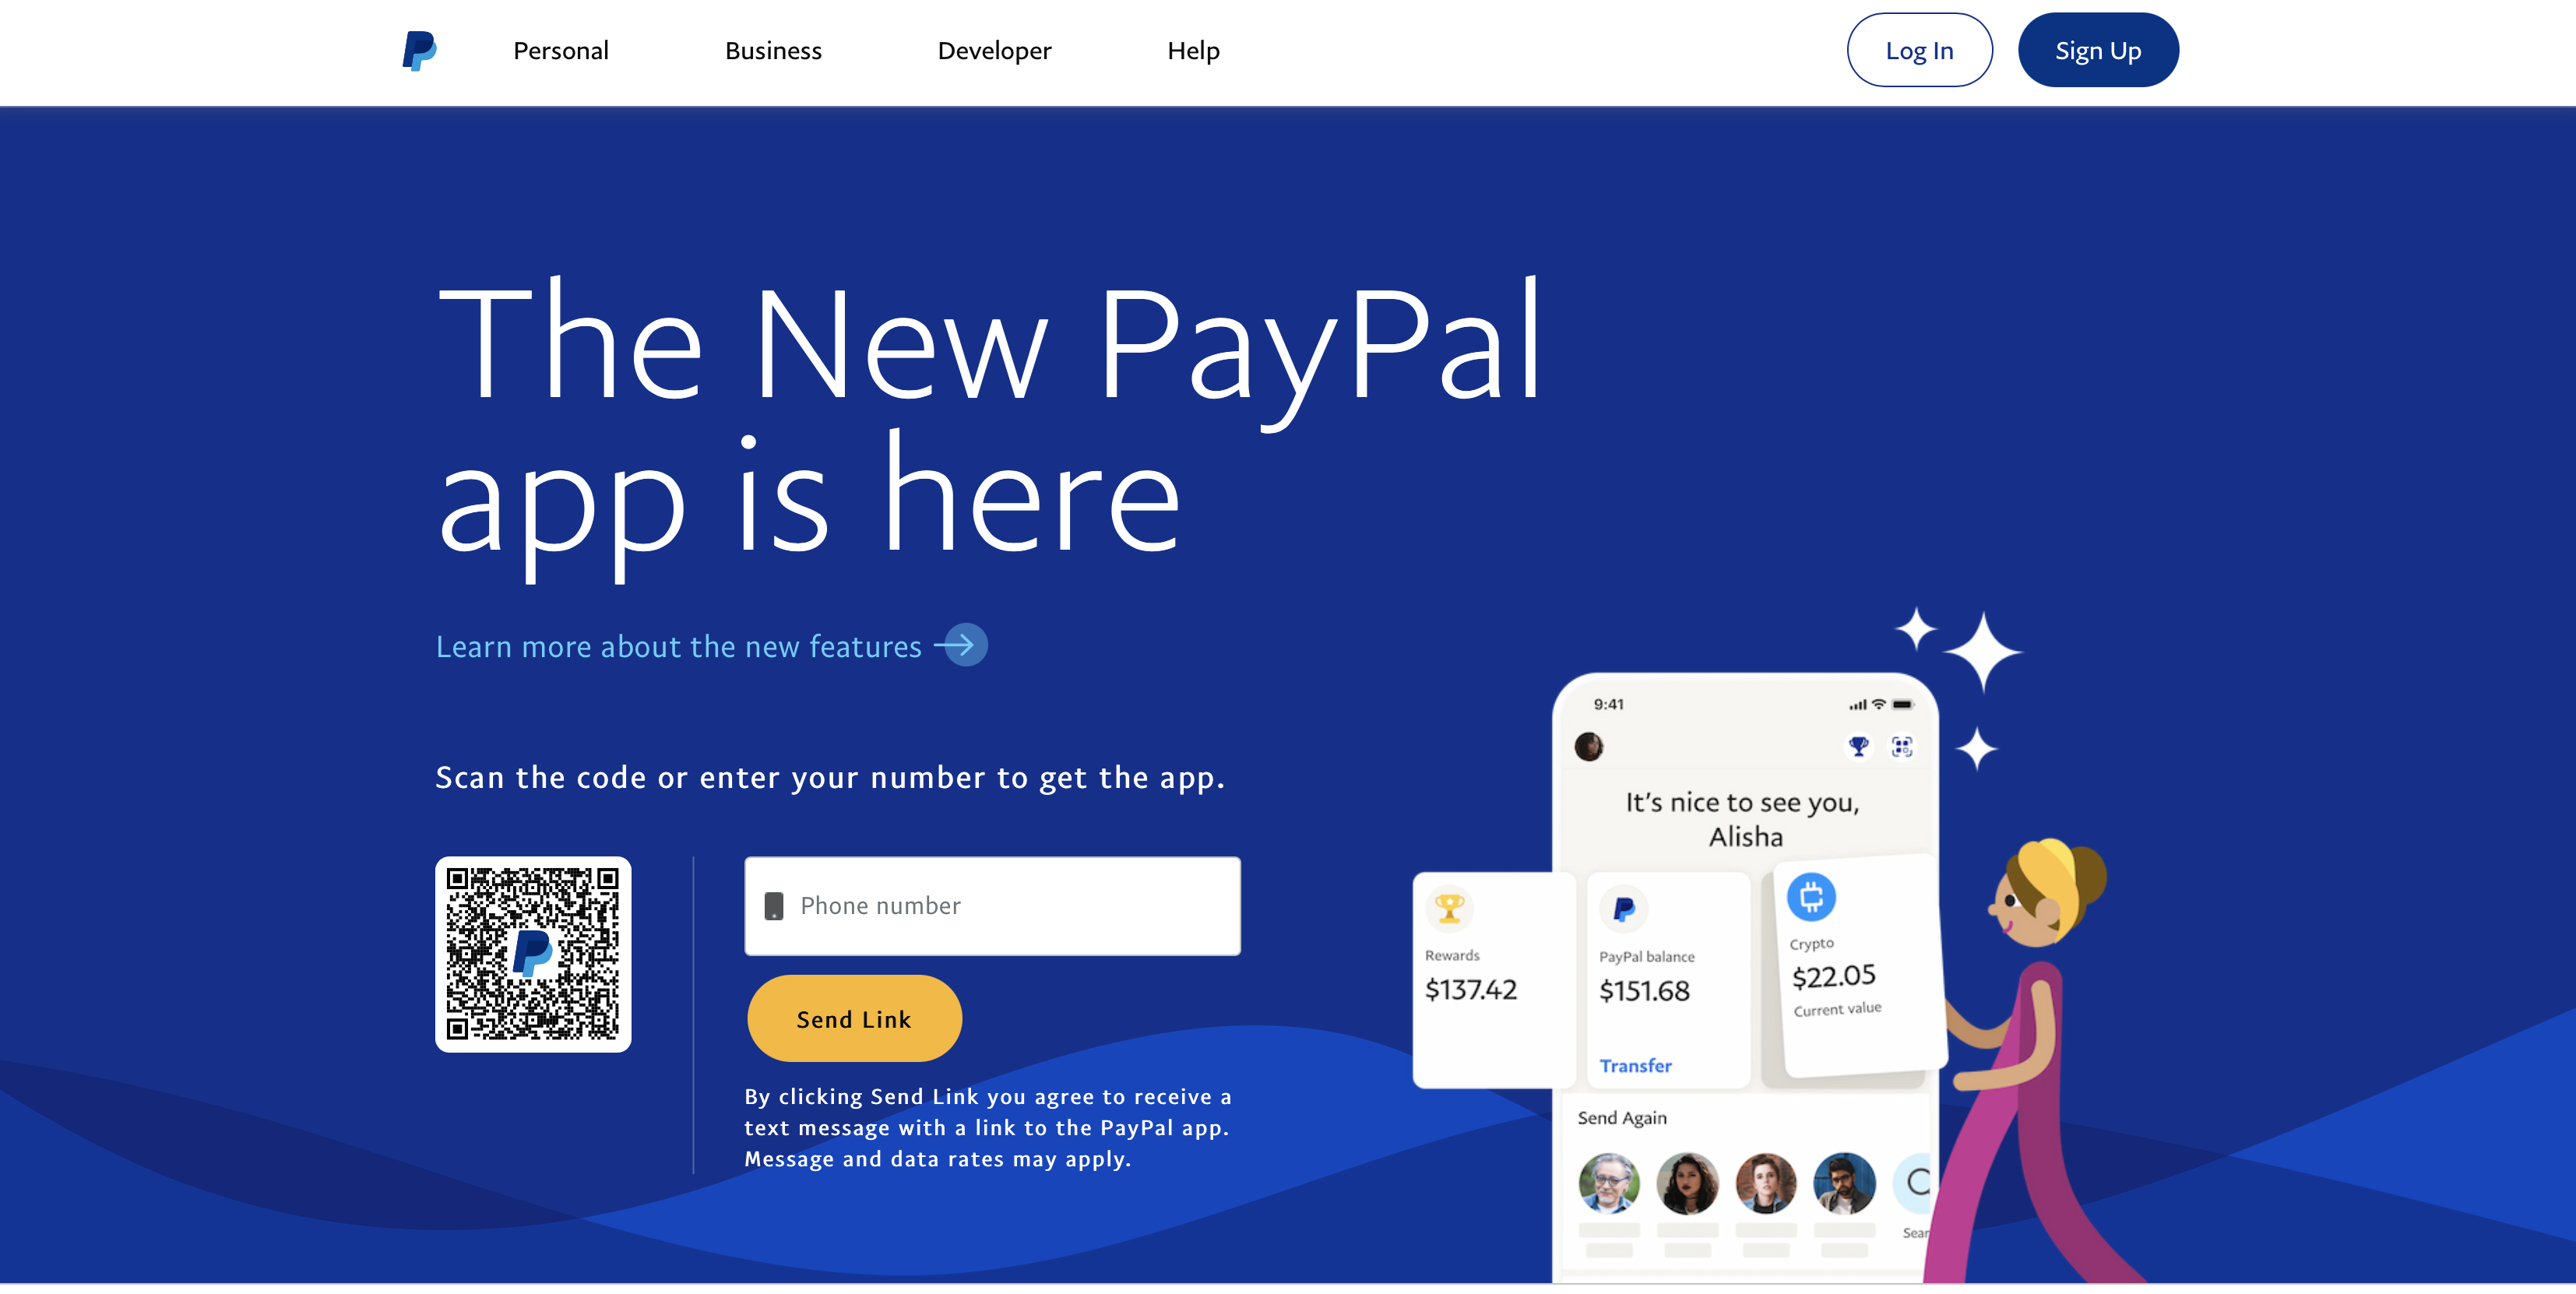 Personal Business Developer Help Log In Sign Up
The New PayPal
app is here
Learn more about the new features
Scan the code or enter your number to get the app.
Phone number
Send Link
By clicking Send Link you agree to receive a
text message with a link to the PayPal app.
Message and data rates may apply.
9:41
It's nice to see you,
Alisha
Rewards
$137.42
PayPal balance
$151.68
Transfer
Crypto
$22.05
Current value
Send Again